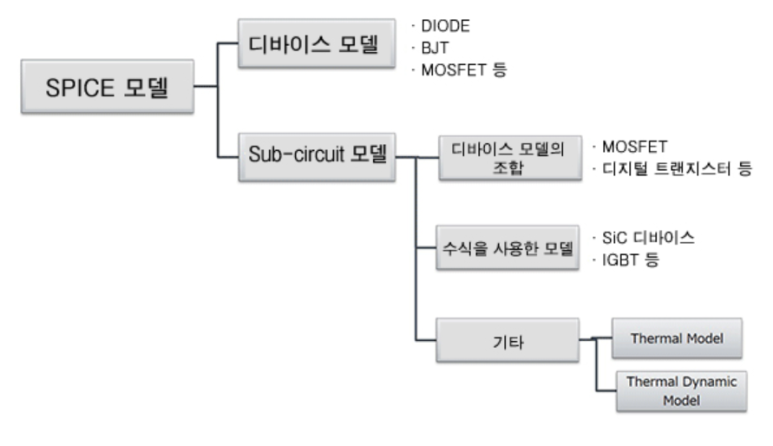 SPICE 모델
디바이스 모델
· DIODE
· BJT
· MOSFET 등
Sub-circuit 모델
디바이스 모델의
조합
· MOSFET
· 디지털 트랜지스터 등
수식을 사용한 모델
· SiC 디바이스
· IGBT 등
기타
Thermal Model
Thermal Dynamic
Model